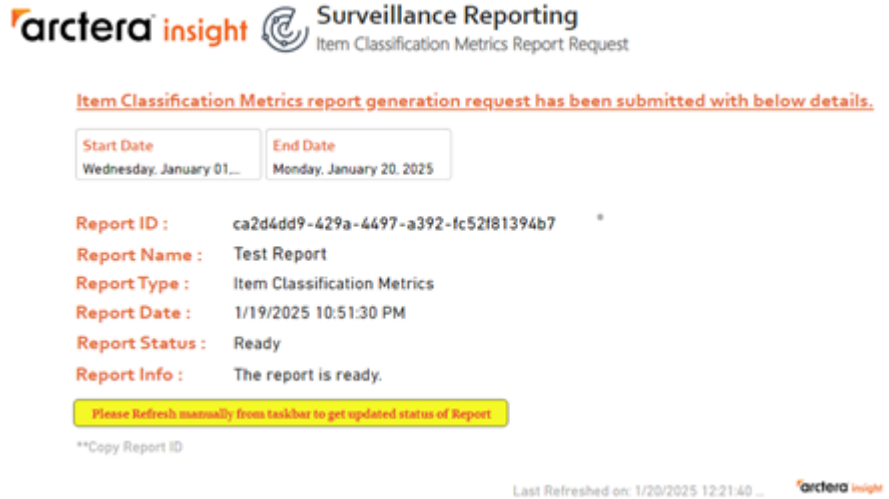 arctera insight Surveillance Reporting
Item Classification Metrics Report Request
Item Classification Metrics report generation request has been submitted with below details.
Start Date End Date
Wednesday, January 01,... Monday, January 20, 2025
Report ID : ca2d4dd9-429a-4497-a392-fc52f81394b7
Report Name : Test Report
Report Type : Item Classification Metrics
Report Date : 1/19/2025 10:51:30 PM
Report Status : Ready
Report Info : The report is ready.
Please Refresh manually from taskbar to get updated status of Report
**Copy Report ID
Last Refreshed on: 1/20/2025 12:21:40 ... arctera insight